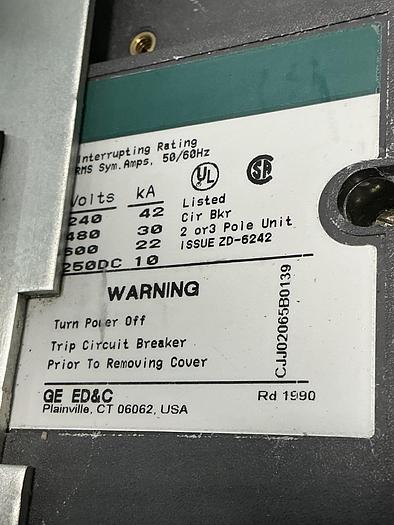 Interrupting Rating
RMS Sym. Amps, 50/60Hz
Volts kA
240 42
480 30
600 22
250DC 10
UL
SA
Listed
Cir Bkr
2 or3 Pole Unit
ISSUE ZD-6242
WARNING
Turn Power Off
Trip Circuit Breaker
Prior To Removing Cover
CJJ02065B0139
GE ED&C
Plainville, CT 06062, USA
Rd 1990